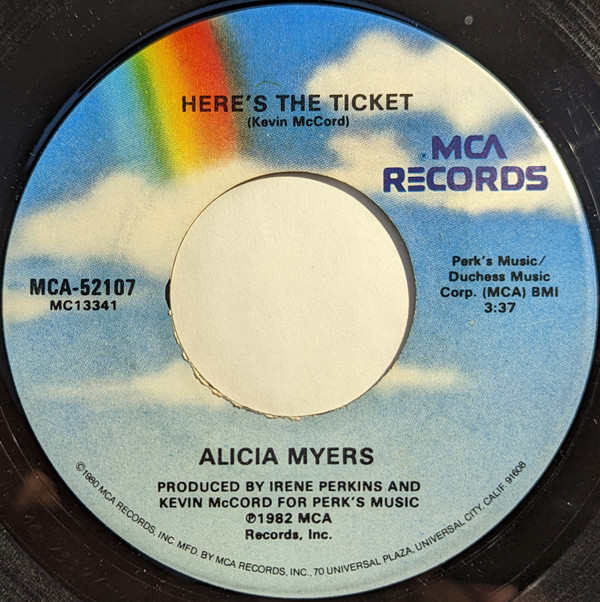 HERE'S THE TICKET
(Kevin McCord)
MCA
RECORDS
MCA-52107
MC13341
Perk's Music/
Duchess Music
Corp. (MCA) BMI
3:37
ALICIA MYERS
PRODUCED BY IRENE PERKINS AND
KEVIN McCORD FOR PERK'S MUSIC
℗1982 MCA
Records, Inc.
©1980 MCA RECORDS, INC. MFD. BY MCA RECORDS, INC., 70 UNIVERSAL PLAZA, UNIVERSAL CITY, CALIF. 91608